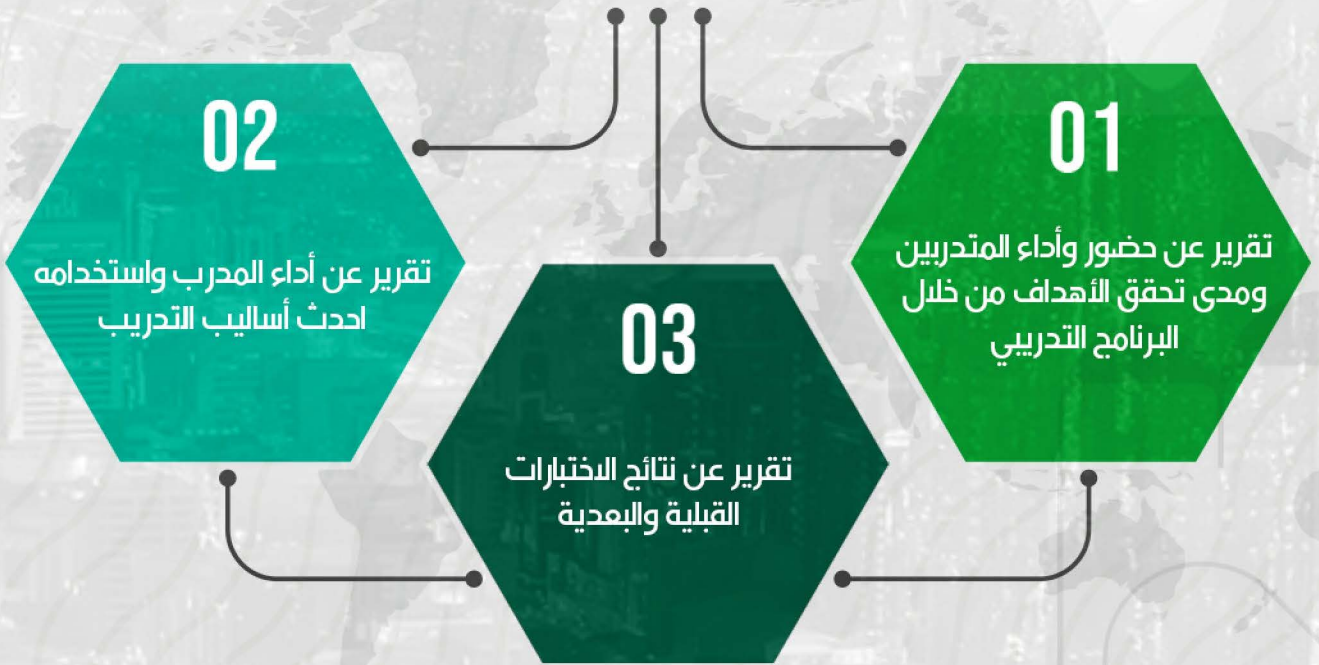 01
تقرير عن حضور وأداء المتدربين
ومدى تحقق الأهداف من خلال
البرنامج التدريبي
02
تقرير عن أداء المدرب واستخدامه
احدث أساليب التدريب
03
تقرير عن نتائج الاختبارات
القبلية والبعدية